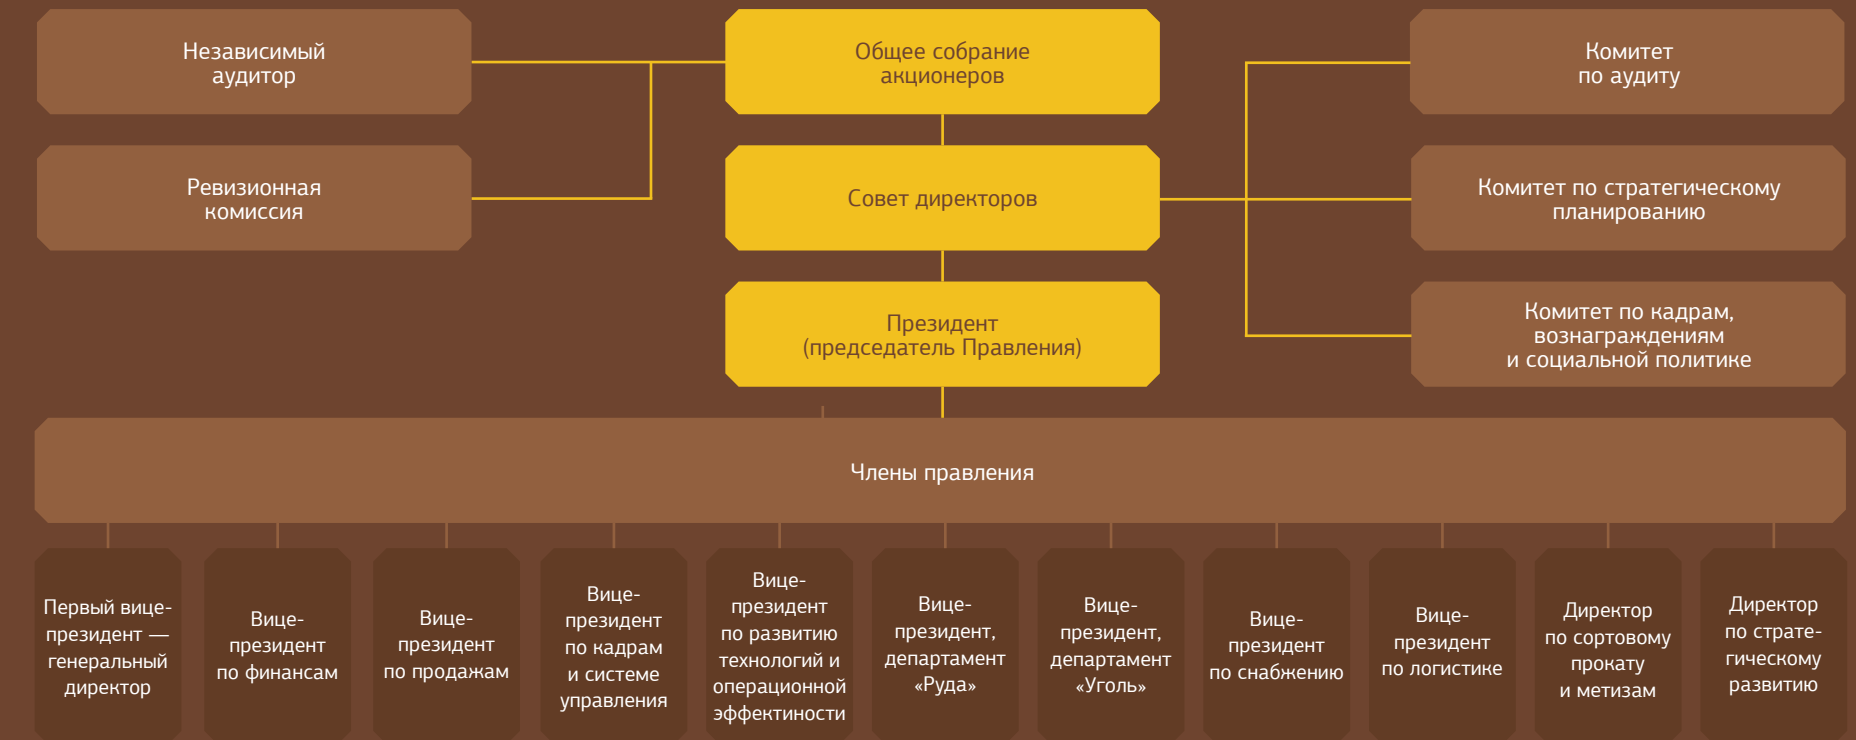 Независимый
аудитор
Общее собрание
акционеров
Комитет
по аудиту
Ревизионная
комиссия
Совет директоров
Комитет по стратегическому
планированию
Президент
(председатель Правления)
Комитет по кадрам,
вознаграждениям
и социальной политике
Члены правления
Первый вице-
президент —
генеральный
директор
Вице-
президент
по финансам
Вице-
президент
по продажам
Вице-
президент
по кадрам
и системе
управления
Вице-
президент
по развитию
технологий и
операционной
эффектиности
Вице-
президент,
департамент
«Руда»
Вице-
президент,
департамент
«Уголь»
Вице-
президент
по снабжению
Вице-
президент
по логистике
Директор
по сортовому
прокату
и метизам
Директор
по страте-
гическому
развитию